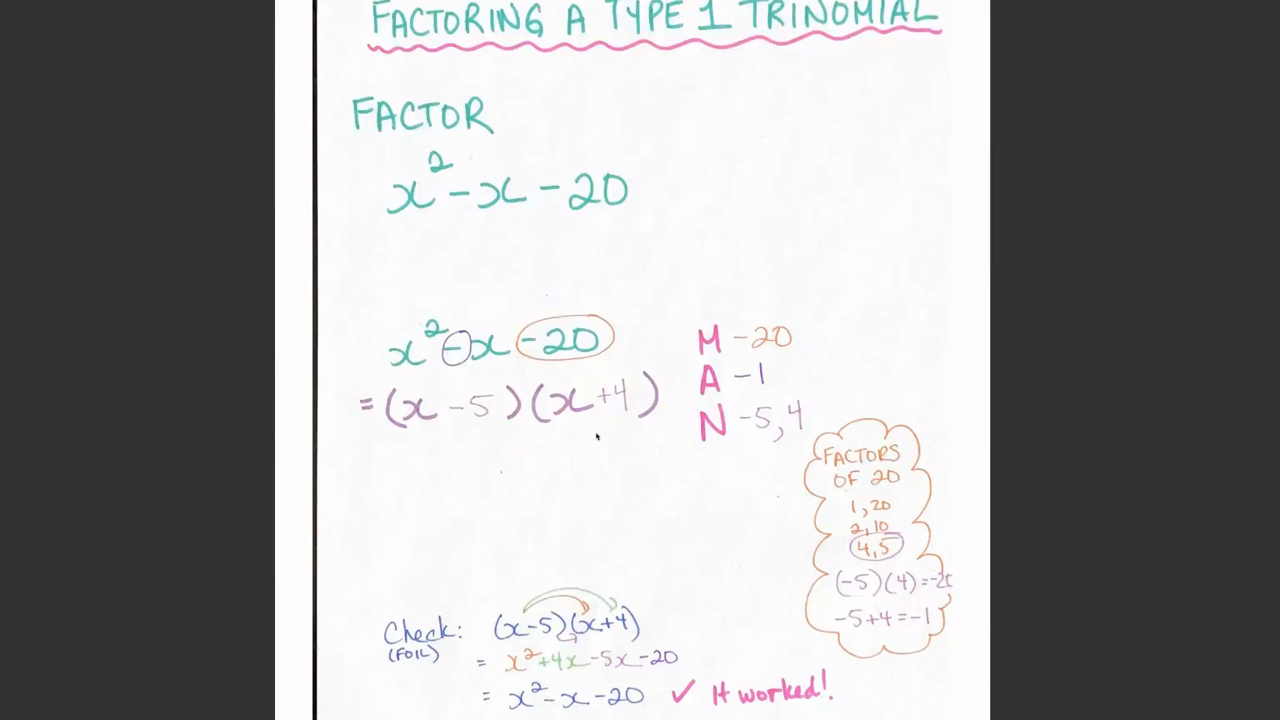 FACTORING A TYPE 1 TRINOMIAL
FACTOR
x² - x - 20
x² - x - 20
= (x - 5)(x + 4)
M -20
A -1
N -5, 4
FACTORS
OF 20
1, 20
2, 10
4, 5
(-5)(4) = -20
-5 + 4 = -1
Check: (x-5)(x+4)
(FOIL)
= x² + 4x - 5x - 20
= x² - x - 20 ✓ It worked!